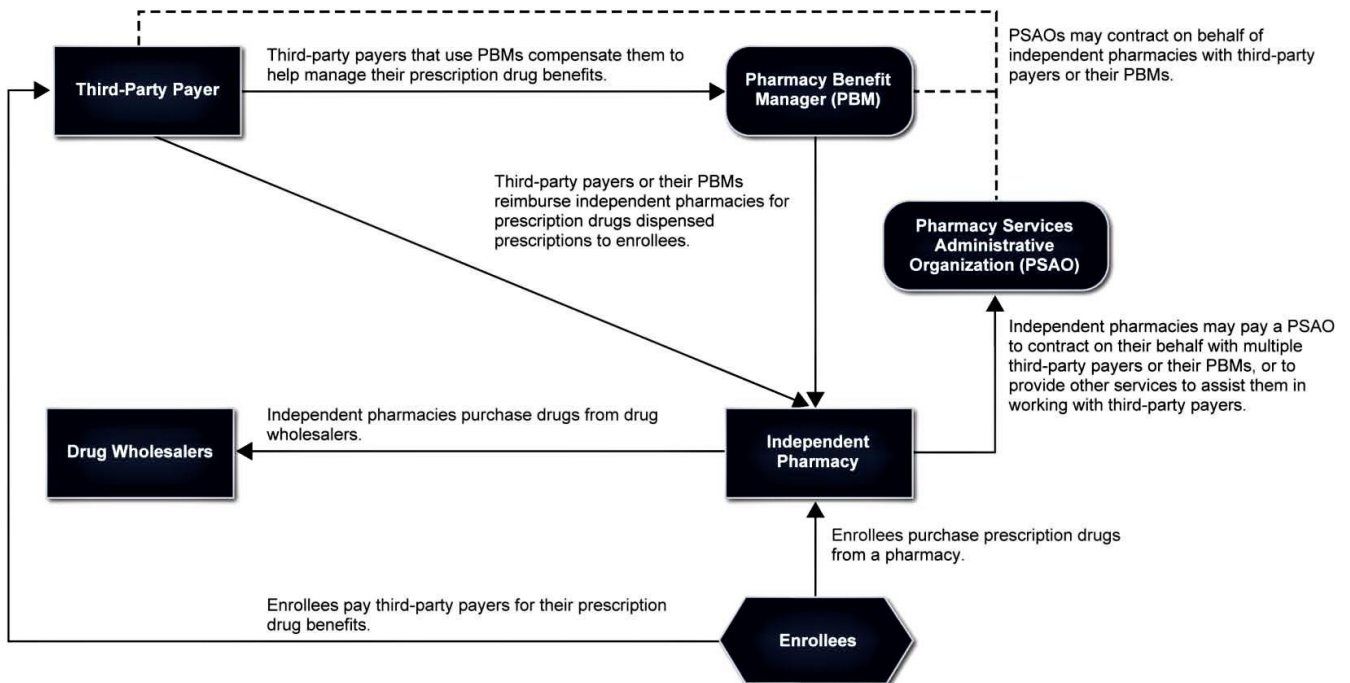 PSAOs may contract on behalf of
independent pharmacies with third-party
payers or their PBMs.
Third-party payers that use PBMs compensate them to
help manage their prescription drug benefits.
Third-Party Payer
Pharmacy Benefit
Manager (PBM)
Third-party payers or their PBMs
reimburse independent pharmacies for
prescription drugs dispensed
prescriptions to enrollees.
Pharmacy Services
Administrative
Organization (PSAO)
Independent pharmacies may pay a PSAO
to contract on their behalf with multiple
third-party payers or their PBMs, or to
provide other services to assist them in
working with third-party payers.
Independent pharmacies purchase drugs from drug
wholesalers.
Drug Wholesalers
Independent
Pharmacy
Enrollees purchase prescription drugs
from a pharmacy.
Enrollees pay third-party payers for their prescription
drug benefits.
Enrollees